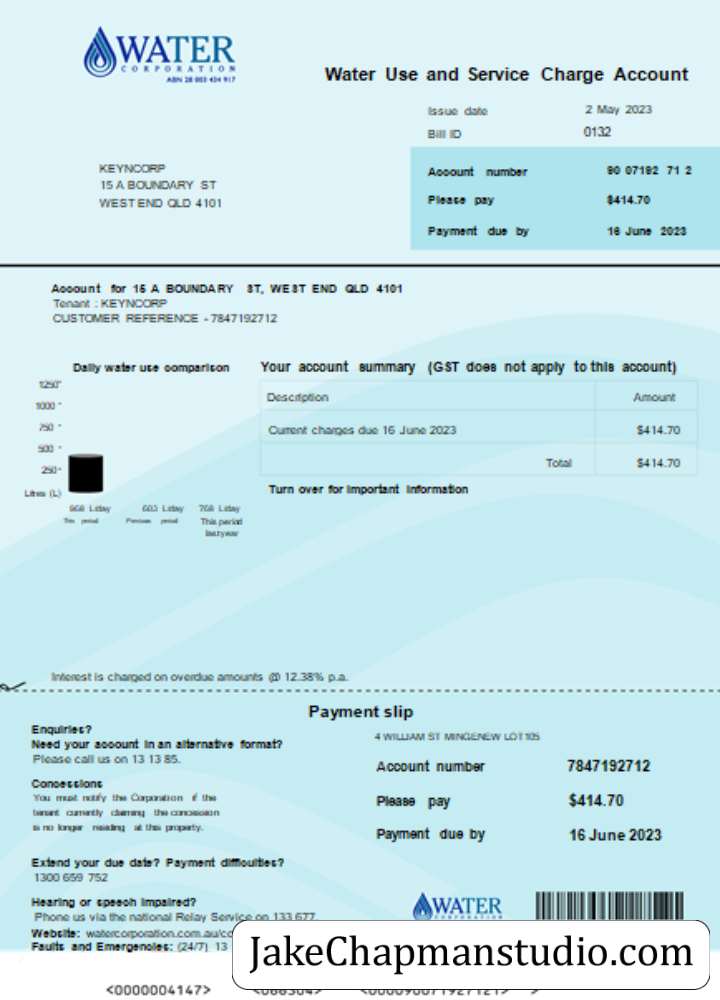 WATER
CORPORATION
ABN 28 003 434 917
Water Use and Service Charge Account
Issue date 2 May 2023
Bill ID 0132
KEYNCORP
15 A BOUNDARY ST
WEST END QLD 4101
Account number 90 07192 71 2
Please pay $414.70
Payment due by 16 June 2023
Account for 15 A BOUNDARY ST, WEST END QLD 4101
Tenant : KEYNCORP
CUSTOMER REFERENCE - 7847192712
Daily water use comparison
1250
1000
750
500
250
Litres (L)
L/day L/day 768 L/day
This period Previous period This period
last year
Your account summary (GST does not apply to this account)
Description Amount
Current charges due 16 June 2023 $414.70
Total $414.70
Turn over for important information
Interest is charged on overdue amounts @ 12.38% p.a.
Payment slip
Enquiries?
Need your account in an alternative format?
Please call us on 13 13 85.
Concessions
You must notify the Corporation if the
tenant currently claiming the concession
is no longer residing at this property.
Extend your due date? Payment difficulties?
1300 659 752
Hearing or speech impaired?
Phone us via the national Relay Service on 133 677
Website: watercorporation.com.au/co
Faults and Emergencies: (24/7) 13
4 WILLIAM ST MINGENEW LOT 105
Account number 7847192712
Please pay $414.70
Payment due by 16 June 2023
WATER
CORPORATION
JakeChapmanstudio.com
<0000004147>